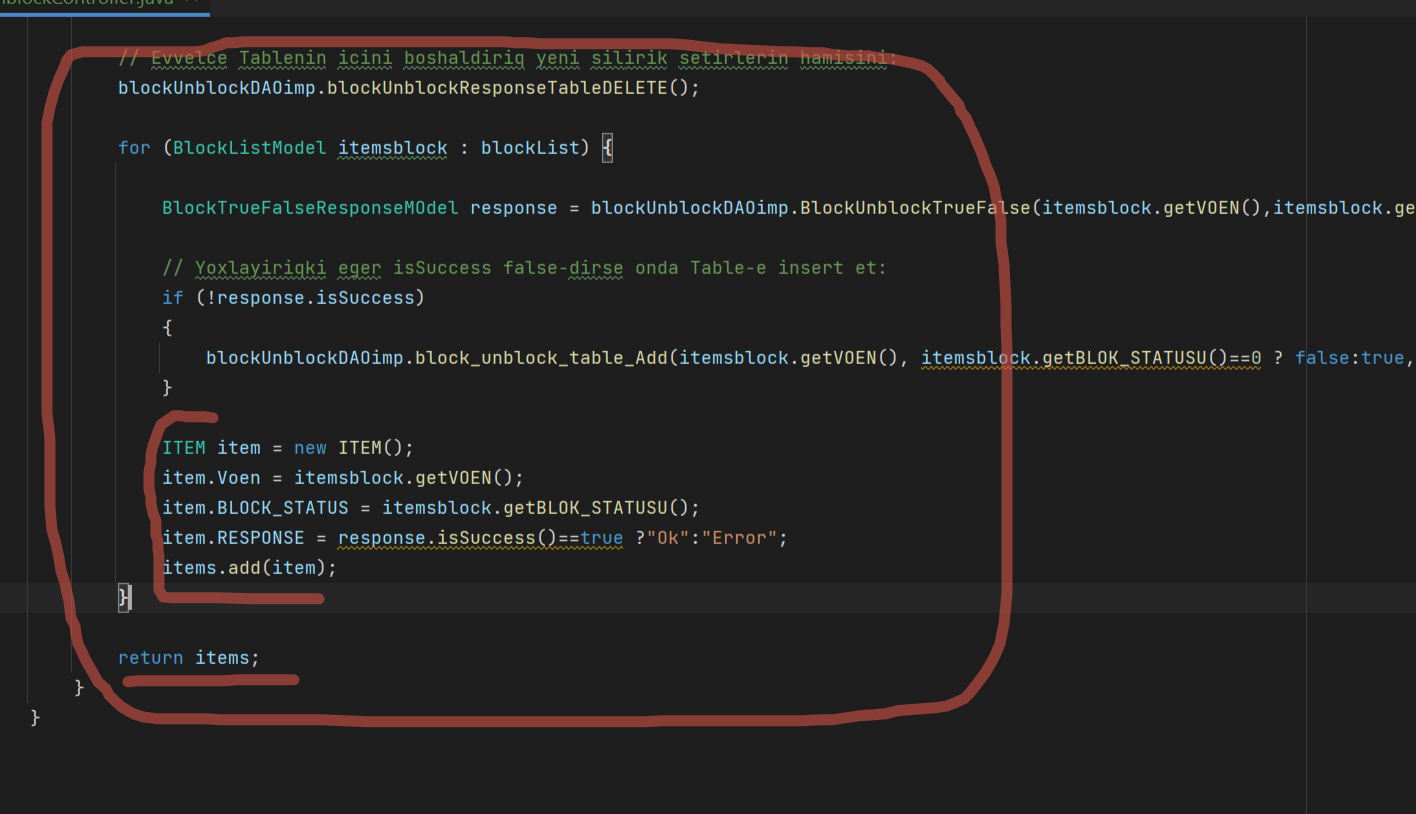 // Evvelce Tablenin icini boshaldiriq yeni silirik setirlerin hamisini:
blockUnblockDAOimp.blockUnblockResponseTableDELETE();
for (BlockListModel itemsblock : blockList) {
BlockTrueFalseResponseMOdel response = blockUnblockDAOimp.BlockUnblockTrueFalse(itemsblock.getVOEN(),itemsblock.ge
// Yoxlayiriqki eger isSuccess false-dirse onda Table-e insert et:
if (!response.isSuccess)
{
blockUnblockDAOimp.block_unblock_table_Add(itemsblock.getVOEN(), itemsblock.getBLOK_STATUSU()==0 ? false:true,
}
ITEM item = new ITEM();
item.Voen = itemsblock.getVOEN();
item.BLOCK_STATUS = itemsblock.getBLOK_STATUSU();
item.RESPONSE = response.isSuccess()==true ?"Ok":"Error";
items.add(item);
}
return items;
}
}